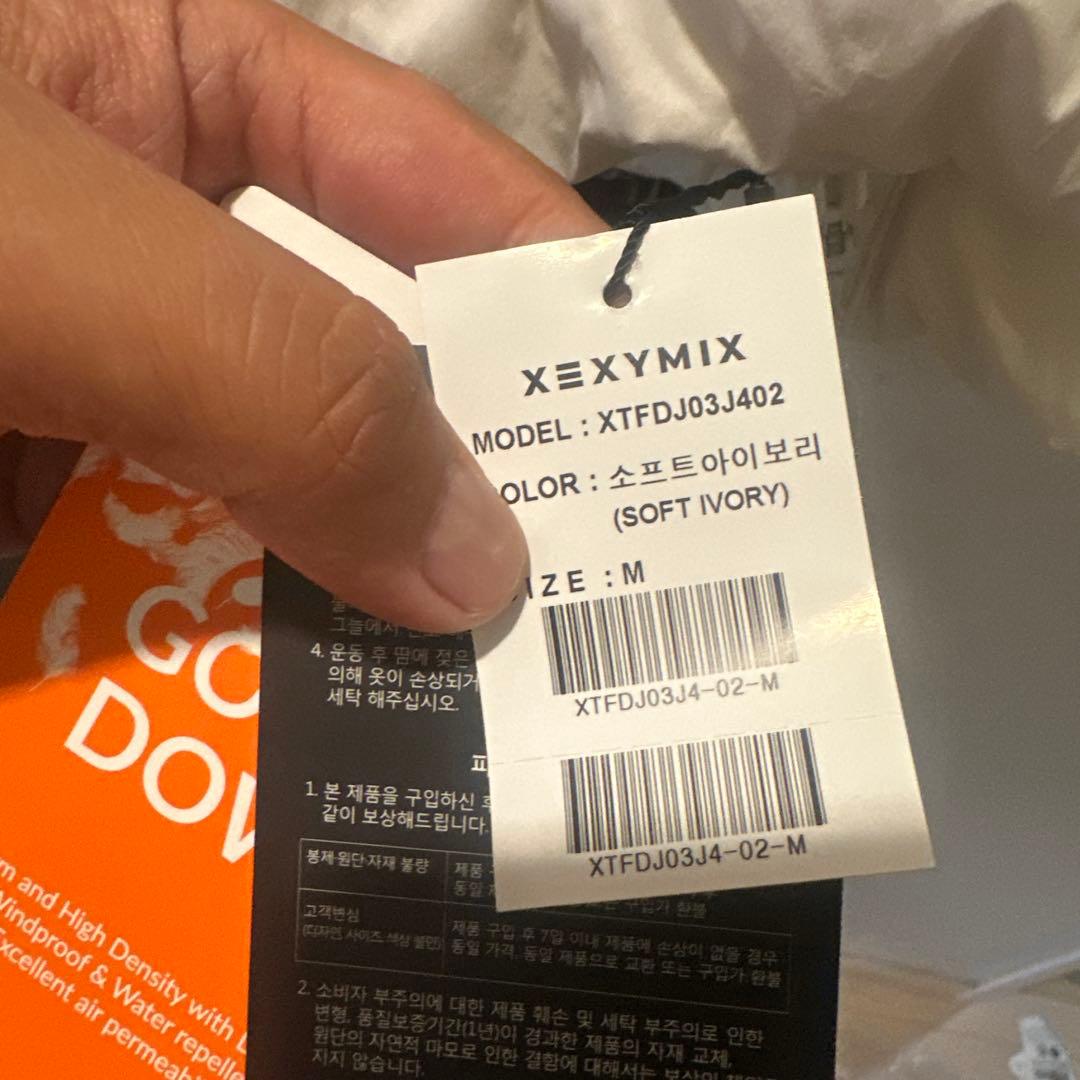 XEXYMIX
MODEL : XTFDJ03J402
OLOR : 소프트아이보리
(SOFT IVORY)
IZE : M
XTFDJ03J4-02-M
XTFDJ03J4-02-M
그늘에서
4. 운동 후 땀에 젖은
의해 옷이 손상되거
세탁 해주십시오.
1. 본 제품을 구입하신
같이 보상해드립니다.
봉제·원단·자재 불량
제품
동일
구입가 환불
고객변심
(디자인, 사이즈, 색상 불만)
제품 구입 후 7일 이내 제품에 손상이 없을 경우
동일 가격, 동일 제품으로 교환 또는 구입가 환불
2. 소비자 부주의에 대한 제품 훼손 및 세탁 부주의로 인한
변형, 품질보증기간(1년)이 경과한 제품의 자재 교체,
원단의 자연적 마모로 인한 결함에 대해서는
지지 않습니다.
GO
DOW
m and High Density with
Windproof & Water repelle
Excellent air permeab